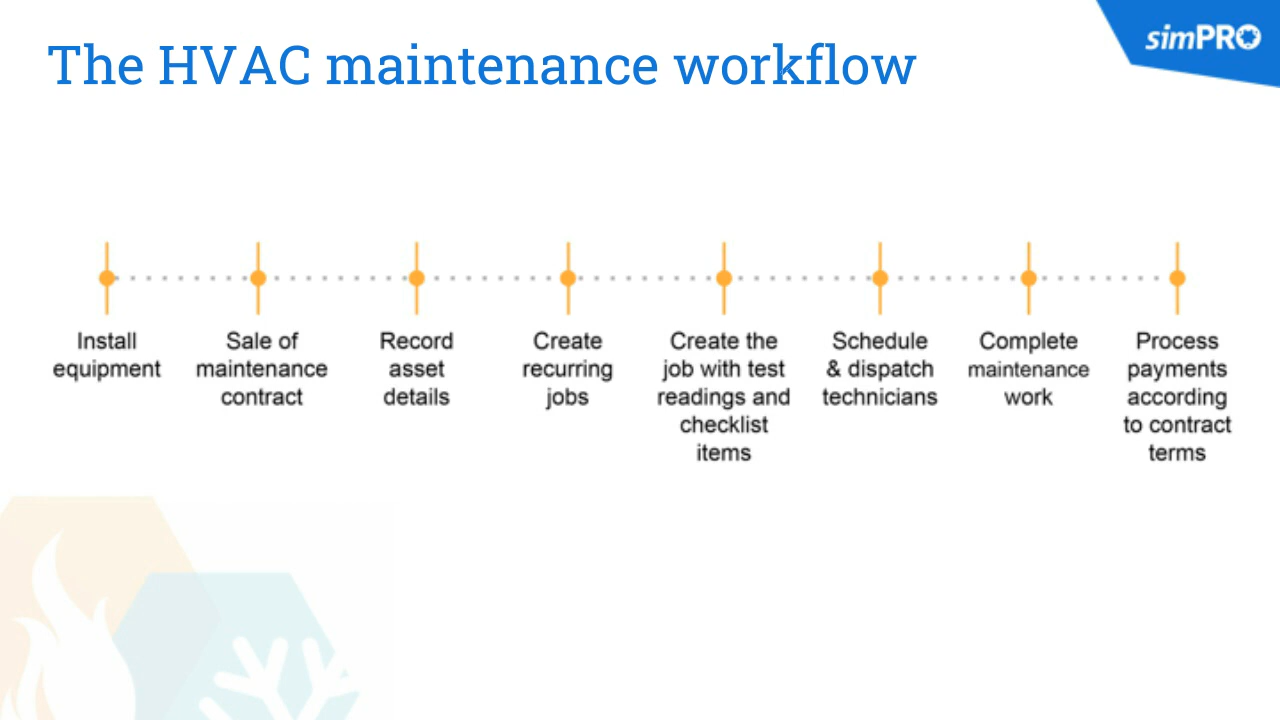 The HVAC maintenance workflow
simPRO
Install
equipment
Sale of
maintenance
contract
Record
asset
details
Create
recurring
jobs
Create the
job with test
readings and
checklist
items
Schedule
& dispatch
technicians
Complete
maintenance
work
Process
payments
according
to contract
terms